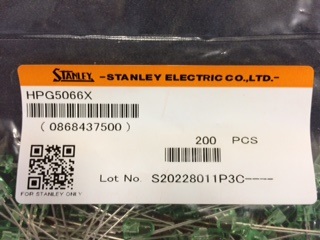 STANLEY -STANLEY ELECTRIC CO.,LTD.-
HPG5066X
( 0868437500 )
200 PCS
Lot No. S20228011P3C----
FOR STANLEY ONLY